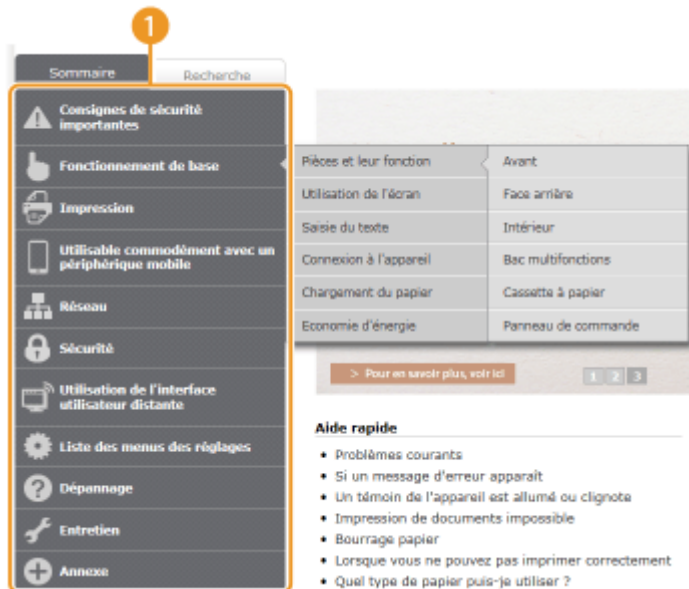 1
Sommaire
Recherche
Consignes de sécurité
importantes
Fonctionnement de base
Impression
Utilisable commodément avec un
périphérique mobile
Réseau
Sécurité
Utilisation de l'interface
utilisateur distante
Liste des menus des réglages
Dépannage
Entretien
Annexe
Pièces et leur fonction
Utilisation de l'écran
Saisie du texte
Connexion à l'appareil
Chargement du papier
Economie d'énergie
Avant
Face arrière
Intérieur
Bac multifonctions
Cassette à papier
Panneau de commande
> Pour en savoir plus, voir ici
1 2 3
Aide rapide
• Problèmes courants
• Si un message d'erreur apparaît
• Un témoin de l'appareil est allumé ou clignote
• Impression de documents impossible
• Bourrage papier
• Lorsque vous ne pouvez pas imprimer correctement
• Quel type de papier puis-je utiliser ?